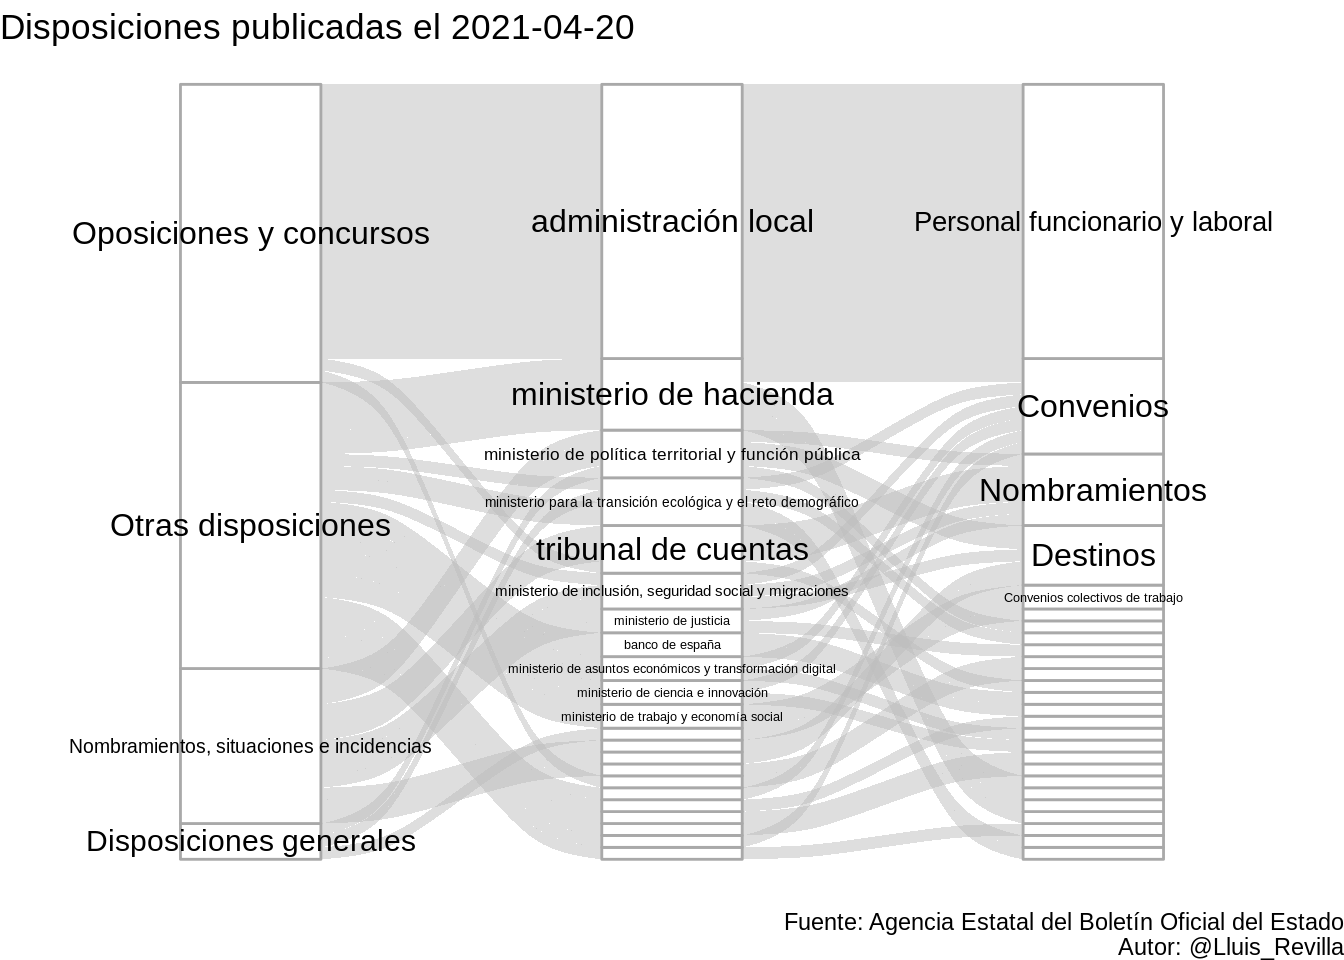 Disposiciones publicadas el 2021-04-20
Oposiciones y concursos
Otras disposiciones
Nombramientos, situaciones e incidencias
Disposiciones generales
administración local
ministerio de hacienda
ministerio de política territorial y función pública
ministerio para la transición ecológica y el reto demográfico
tribunal de cuentas
ministerio de inclusión, seguridad social y migraciones
ministerio de justicia
banco de españa
ministerio de asuntos económicos y transformación digital
ministerio de ciencia e innovación
ministerio de trabajo y economía social
Personal funcionario y laboral
Convenios
Nombramientos
Destinos
Convenios colectivos de trabajo
Fuente: Agencia Estatal del Boletín Oficial del Estado
Autor: @Lluis_Revilla